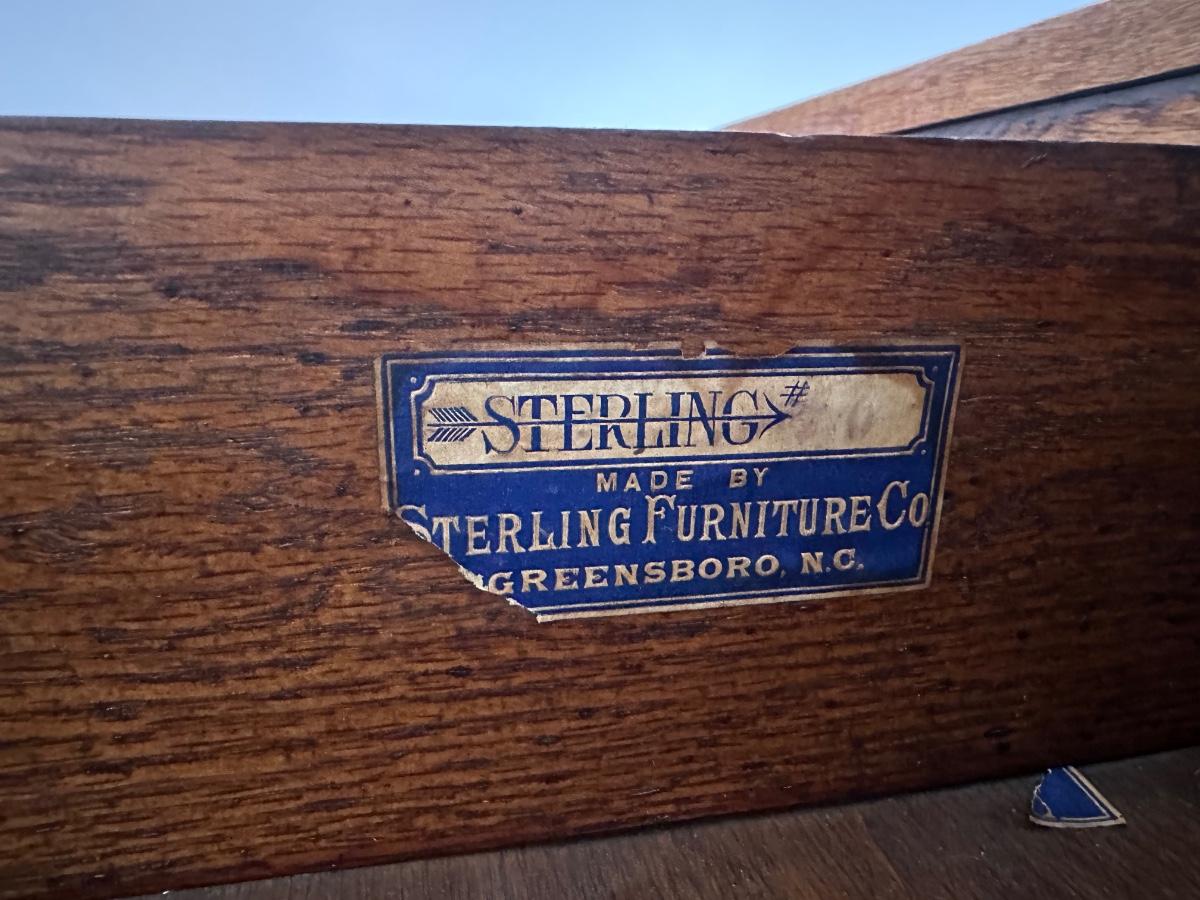 STERLING #
MADE BY
STERLING FURNITURE CO
GREENSBORO, N.C.